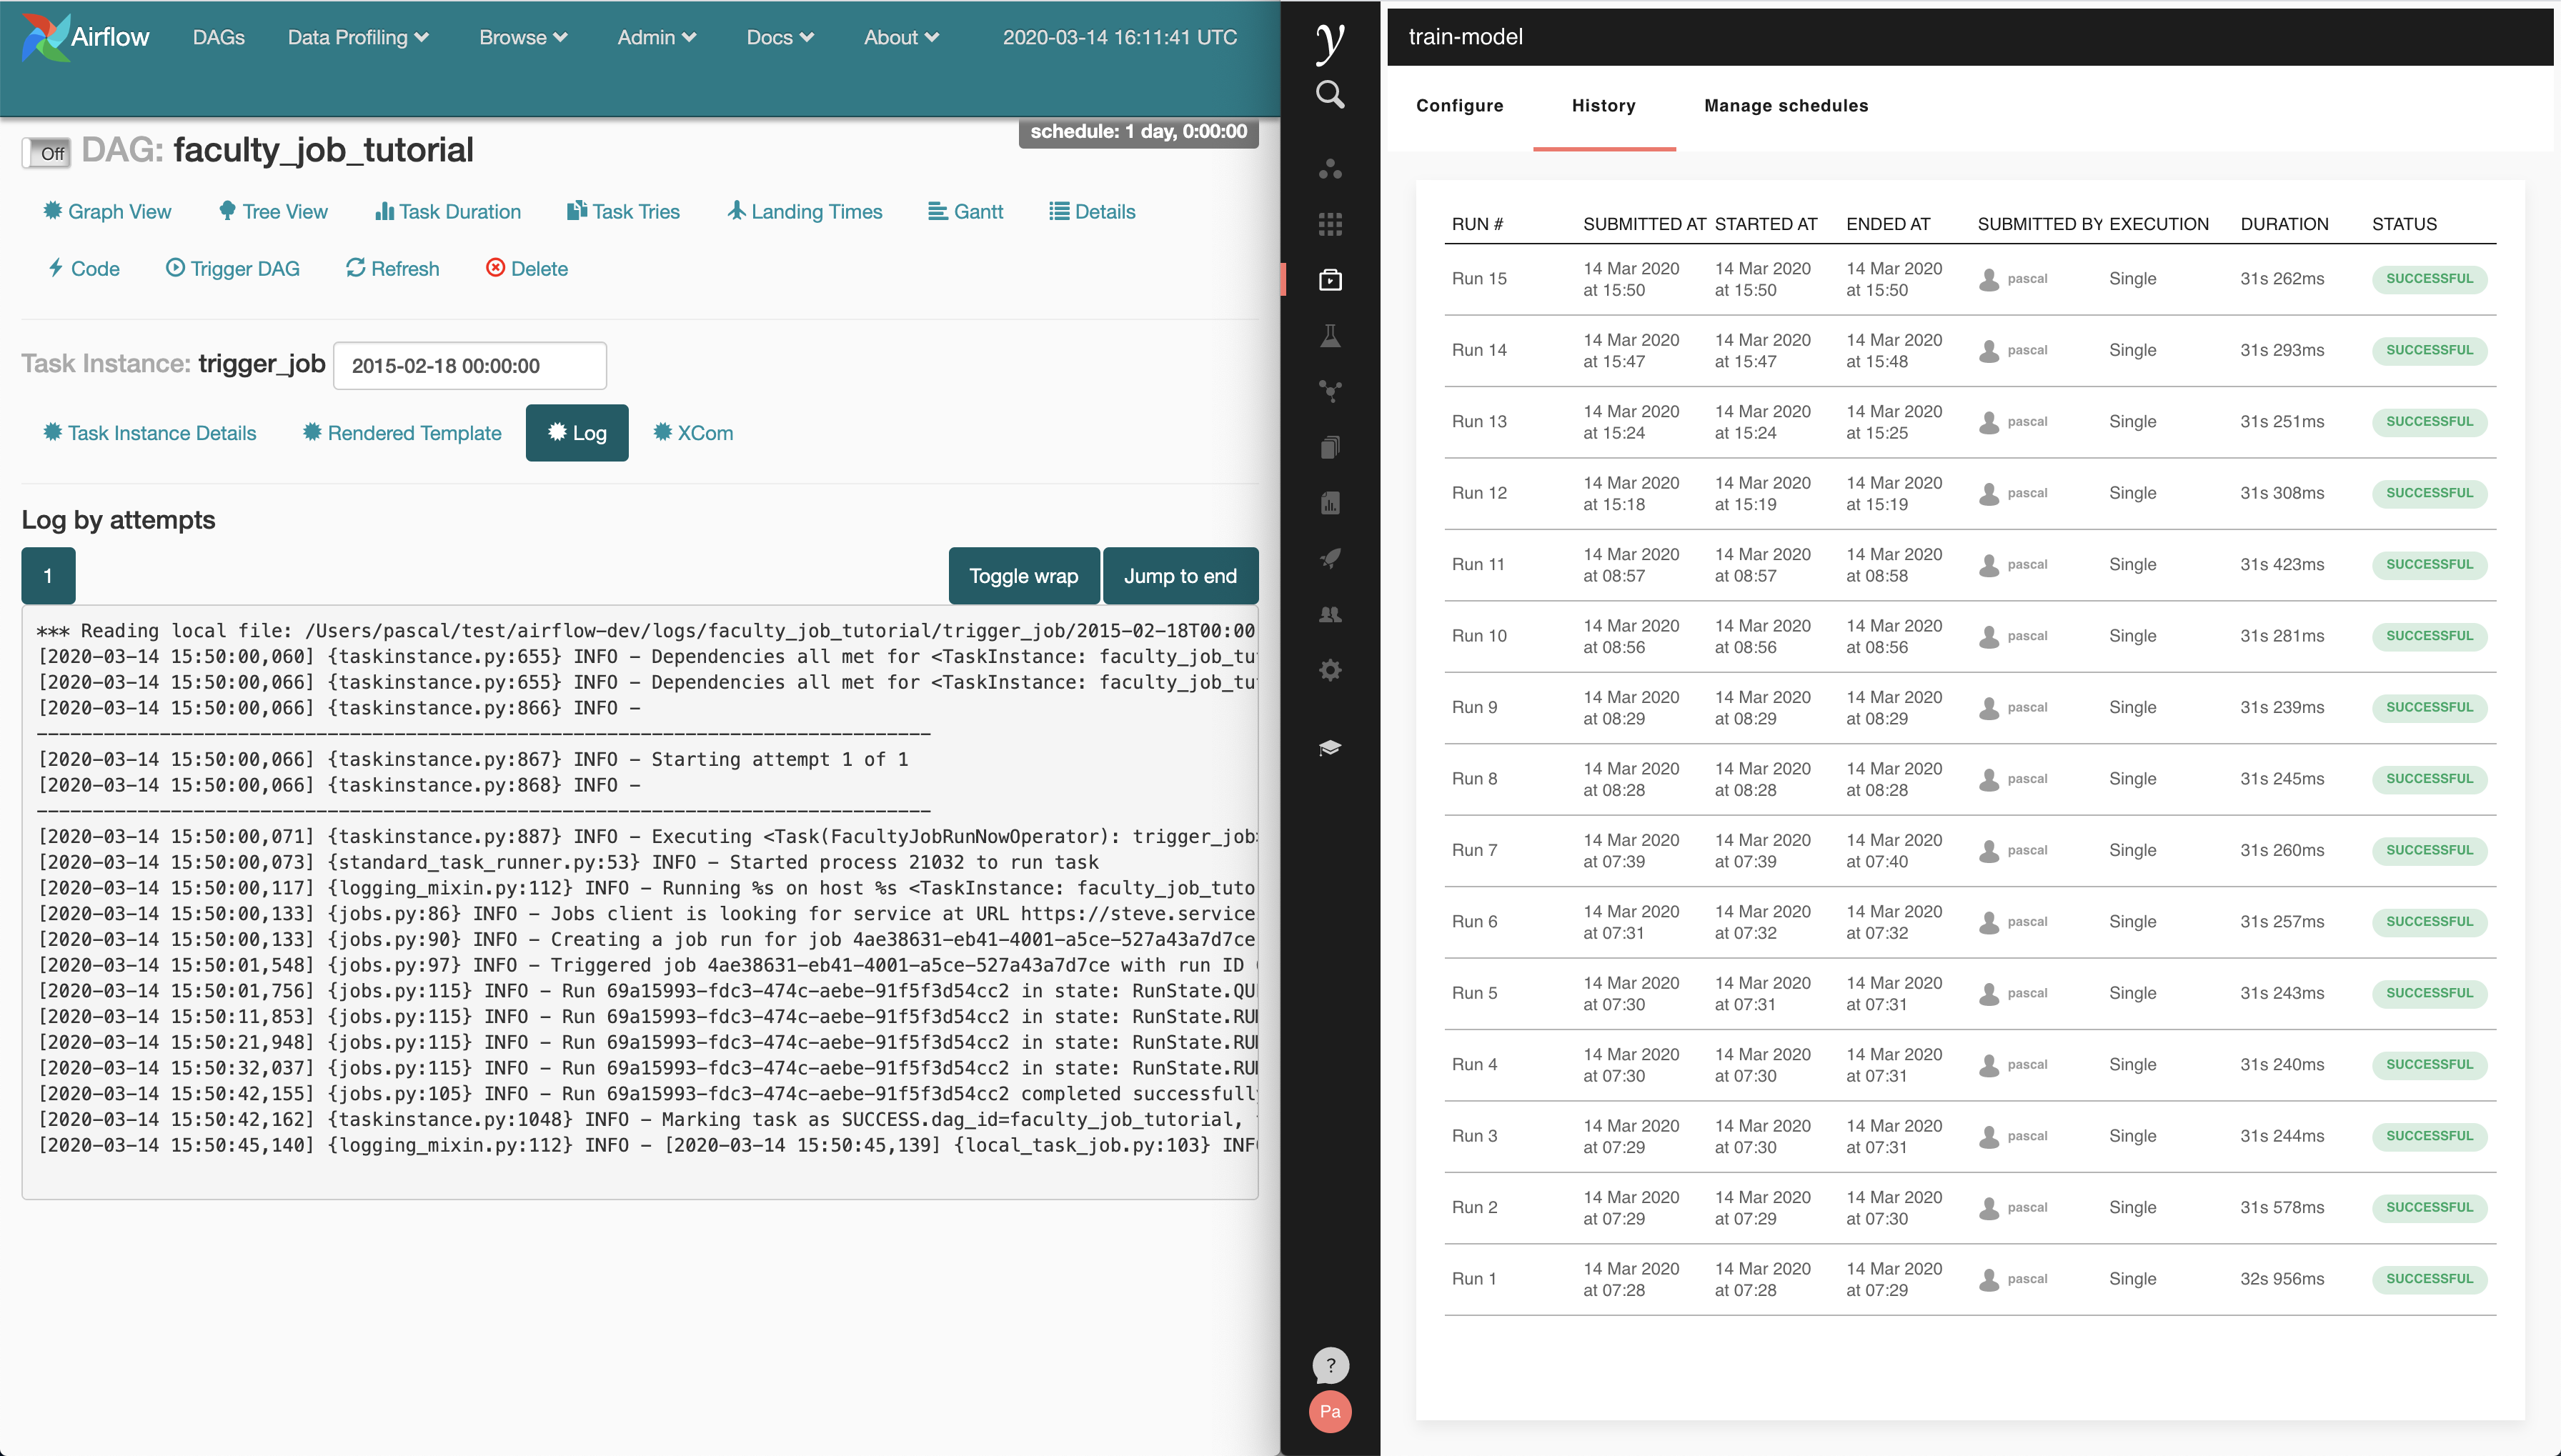 Airflow DAGs Data Profiling Browse Admin Docs About 2020-03-14 16:11:41 UTC
schedule: 1 day, 0:00:00
Off DAG: faculty_job_tutorial
Graph View Tree View Task Duration Task Tries Landing Times Gantt Details
Code Trigger DAG Refresh Delete
Task Instance: trigger_job 2015-02-18 00:00:00
Task Instance Details Rendered Template Log XCom
Log by attempts
1 Toggle wrap Jump to end
*** Reading local file: /Users/pascal/test/airflow-dev/logs/faculty_job_tutorial/trigger_job/2015-02-18T00:00
[2020-03-14 15:50:00,060] {taskinstance.py:655} INFO - Dependencies all met for <TaskInstance: faculty_job_tu
[2020-03-14 15:50:00,066] {taskinstance.py:655} INFO - Dependencies all met for <TaskInstance: faculty_job_tu
[2020-03-14 15:50:00,066] {taskinstance.py:866} INFO -
--------------------------------------------------------------------------------
[2020-03-14 15:50:00,066] {taskinstance.py:867} INFO - Starting attempt 1 of 1
[2020-03-14 15:50:00,066] {taskinstance.py:868} INFO -
--------------------------------------------------------------------------------
[2020-03-14 15:50:00,071] {taskinstance.py:887} INFO - Executing <Task(FacultyJobRunNowOperator): trigger_job>
[2020-03-14 15:50:00,073] {standard_task_runner.py:53} INFO - Started process 21032 to run task
[2020-03-14 15:50:00,117] {logging_mixin.py:112} INFO - Running %s on host %s <TaskInstance: faculty_job_tuto
[2020-03-14 15:50:00,133] {jobs.py:86} INFO - Jobs client is looking for service at URL https://steve.service
[2020-03-14 15:50:00,133] {jobs.py:90} INFO - Creating a job run for job 4ae38631-eb41-4001-a5ce-527a43a7d7ce
[2020-03-14 15:50:01,548] {jobs.py:97} INFO - Triggered job 4ae38631-eb41-4001-a5ce-527a43a7d7ce with run ID
[2020-03-14 15:50:01,756] {jobs.py:115} INFO - Run 69a15993-fdc3-474c-aebe-91f5f3d54cc2 in state: RunState.QU
[2020-03-14 15:50:11,853] {jobs.py:115} INFO - Run 69a15993-fdc3-474c-aebe-91f5f3d54cc2 in state: RunState.RU
[2020-03-14 15:50:21,948] {jobs.py:115} INFO - Run 69a15993-fdc3-474c-aebe-91f5f3d54cc2 in state: RunState.RU
[2020-03-14 15:50:32,037] {jobs.py:115} INFO - Run 69a15993-fdc3-474c-aebe-91f5f3d54cc2 in state: RunState.RU
[2020-03-14 15:50:42,155] {jobs.py:105} INFO - Run 69a15993-fdc3-474c-aebe-91f5f3d54cc2 completed successfull
[2020-03-14 15:50:42,162] {taskinstance.py:1048} INFO - Marking task as SUCCESS.dag_id=faculty_job_tutorial,
[2020-03-14 15:50:45,140] {logging_mixin.py:112} INFO - [2020-03-14 15:50:45,139] {local_task_job.py:103} INF
y
?
Pa
train-model
Configure History Manage schedules
RUN # SUBMITTED AT STARTED AT ENDED AT SUBMITTED BY EXECUTION DURATION STATUS
Run 15 14 Mar 2020 at 15:50 14 Mar 2020 at 15:50 14 Mar 2020 at 15:50 pascal Single 31s 262ms SUCCESSFUL
Run 14 14 Mar 2020 at 15:47 14 Mar 2020 at 15:47 14 Mar 2020 at 15:48 pascal Single 31s 293ms SUCCESSFUL
Run 13 14 Mar 2020 at 15:24 14 Mar 2020 at 15:24 14 Mar 2020 at 15:25 pascal Single 31s 251ms SUCCESSFUL
Run 12 14 Mar 2020 at 15:18 14 Mar 2020 at 15:19 14 Mar 2020 at 15:19 pascal Single 31s 308ms SUCCESSFUL
Run 11 14 Mar 2020 at 08:57 14 Mar 2020 at 08:57 14 Mar 2020 at 08:58 pascal Single 31s 423ms SUCCESSFUL
Run 10 14 Mar 2020 at 08:56 14 Mar 2020 at 08:56 14 Mar 2020 at 08:56 pascal Single 31s 281ms SUCCESSFUL
Run 9 14 Mar 2020 at 08:29 14 Mar 2020 at 08:29 14 Mar 2020 at 08:29 pascal Single 31s 239ms SUCCESSFUL
Run 8 14 Mar 2020 at 08:28 14 Mar 2020 at 08:28 14 Mar 2020 at 08:28 pascal Single 31s 245ms SUCCESSFUL
Run 7 14 Mar 2020 at 07:39 14 Mar 2020 at 07:39 14 Mar 2020 at 07:40 pascal Single 31s 260ms SUCCESSFUL
Run 6 14 Mar 2020 at 07:31 14 Mar 2020 at 07:32 14 Mar 2020 at 07:32 pascal Single 31s 257ms SUCCESSFUL
Run 5 14 Mar 2020 at 07:30 14 Mar 2020 at 07:31 14 Mar 2020 at 07:31 pascal Single 31s 243ms SUCCESSFUL
Run 4 14 Mar 2020 at 07:30 14 Mar 2020 at 07:30 14 Mar 2020 at 07:31 pascal Single 31s 240ms SUCCESSFUL
Run 3 14 Mar 2020 at 07:29 14 Mar 2020 at 07:30 14 Mar 2020 at 07:31 pascal Single 31s 244ms SUCCESSFUL
Run 2 14 Mar 2020 at 07:29 14 Mar 2020 at 07:29 14 Mar 2020 at 07:30 pascal Single 31s 578ms SUCCESSFUL
Run 1 14 Mar 2020 at 07:28 14 Mar 2020 at 07:28 14 Mar 2020 at 07:29 pascal Single 32s 956ms SUCCESSFUL